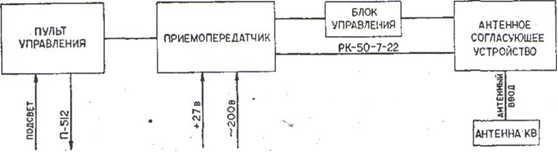 ПУЛЬТ
УПРАВЛЕНИЯ
ПРИЕМОПЕРЕДАТЧИК
БЛОК
УПРАВЛЕНИЯ
РК-50-7-22
АНТЕННОЕ
СОГЛАСУЮЩЕЕ
УСТРОЙСТВО
ПОДСВЕТ
П-512
+27в
~200в
АНТЕННЫЙ
ВВОД
АНТЕННА КВ